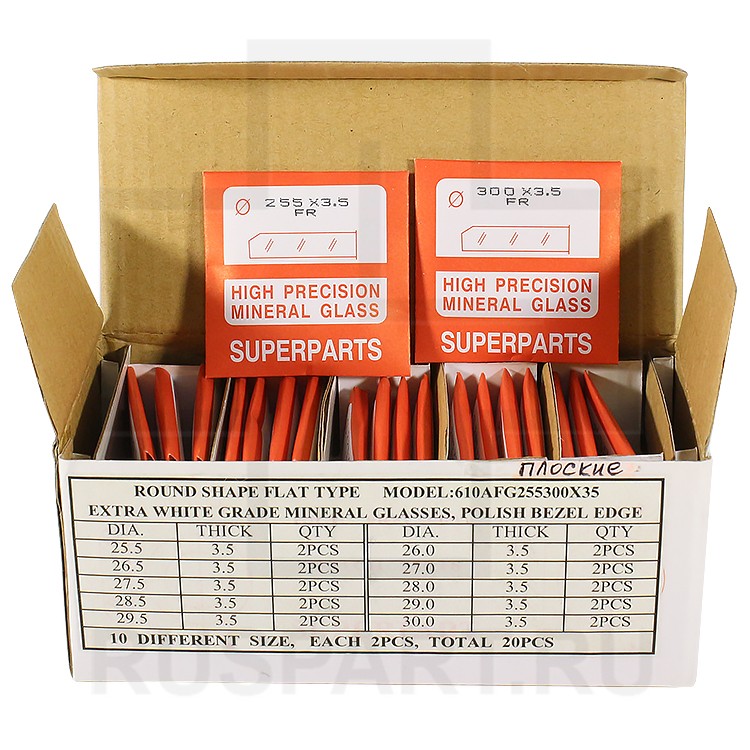 Ø 255 X3.5
FR
HIGH PRECISION
MINERAL GLASS
SUPERPARTS
Ø 300 X3.5
FR
HIGH PRECISION
MINERAL GLASS
SUPERPARTS
плоские
ROUND SHAPE FLAT TYPE MODEL:610AFG255300X35
EXTRA WHITE GRADE MINERAL GLASSES, POLISH BEZEL EDGE
DIA. THICK QTY DIA. THICK QTY
25.5 3.5 2PCS 26.0 3.5 2PCS
26.5 3.5 2PCS 27.0 3.5 2PCS
27.5 3.5 2PCS 28.0 3.5 2PCS
28.5 3.5 2PCS 29.0 3.5 2PCS
29.5 3.5 2PCS 30.0 3.5 2PCS
10 DIFFERENT SIZE, EACH 2PCS, TOTAL 20PCS
RUSPART.RU